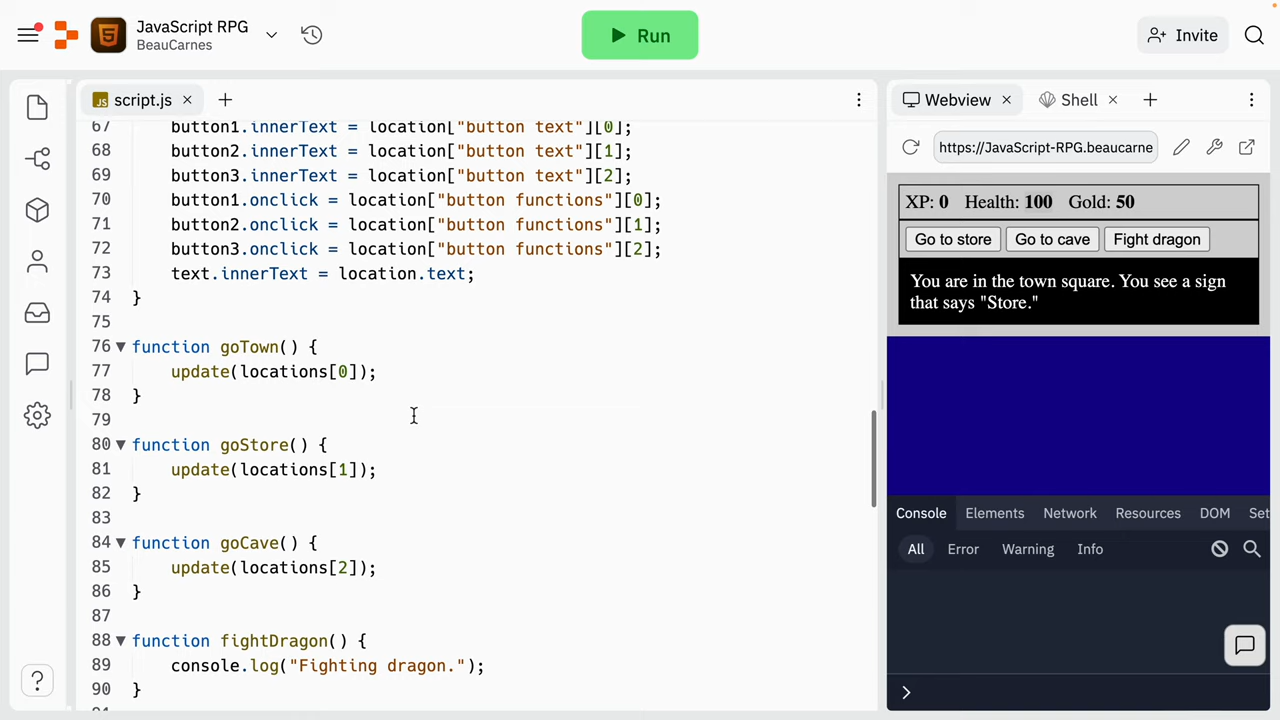 JavaScript RPG
BeauCarnes
Run
Invite
JS script.js
67 button1.innerText = location["button text"][0];
68 button2.innerText = location["button text"][1];
69 button3.innerText = location["button text"][2];
70 button1.onclick = location["button functions"][0];
71 button2.onclick = location["button functions"][1];
72 button3.onclick = location["button functions"][2];
73 text.innerText = location.text;
74 }
75
76 function goTown() {
77 update(locations[0]);
78 }
79
80 function goStore() {
81 update(locations[1]);
82 }
83
84 function goCave() {
85 update(locations[2]);
86 }
87
88 function fightDragon() {
89 console.log("Fighting dragon.");
90 }
Webview
Shell
https://JavaScript-RPG.beaucarne
XP: 0 Health: 100 Gold: 50
Go to store Go to cave Fight dragon
You are in the town square. You see a sign
that says "Store."
Console Elements Network Resources DOM Set
All Error Warning Info